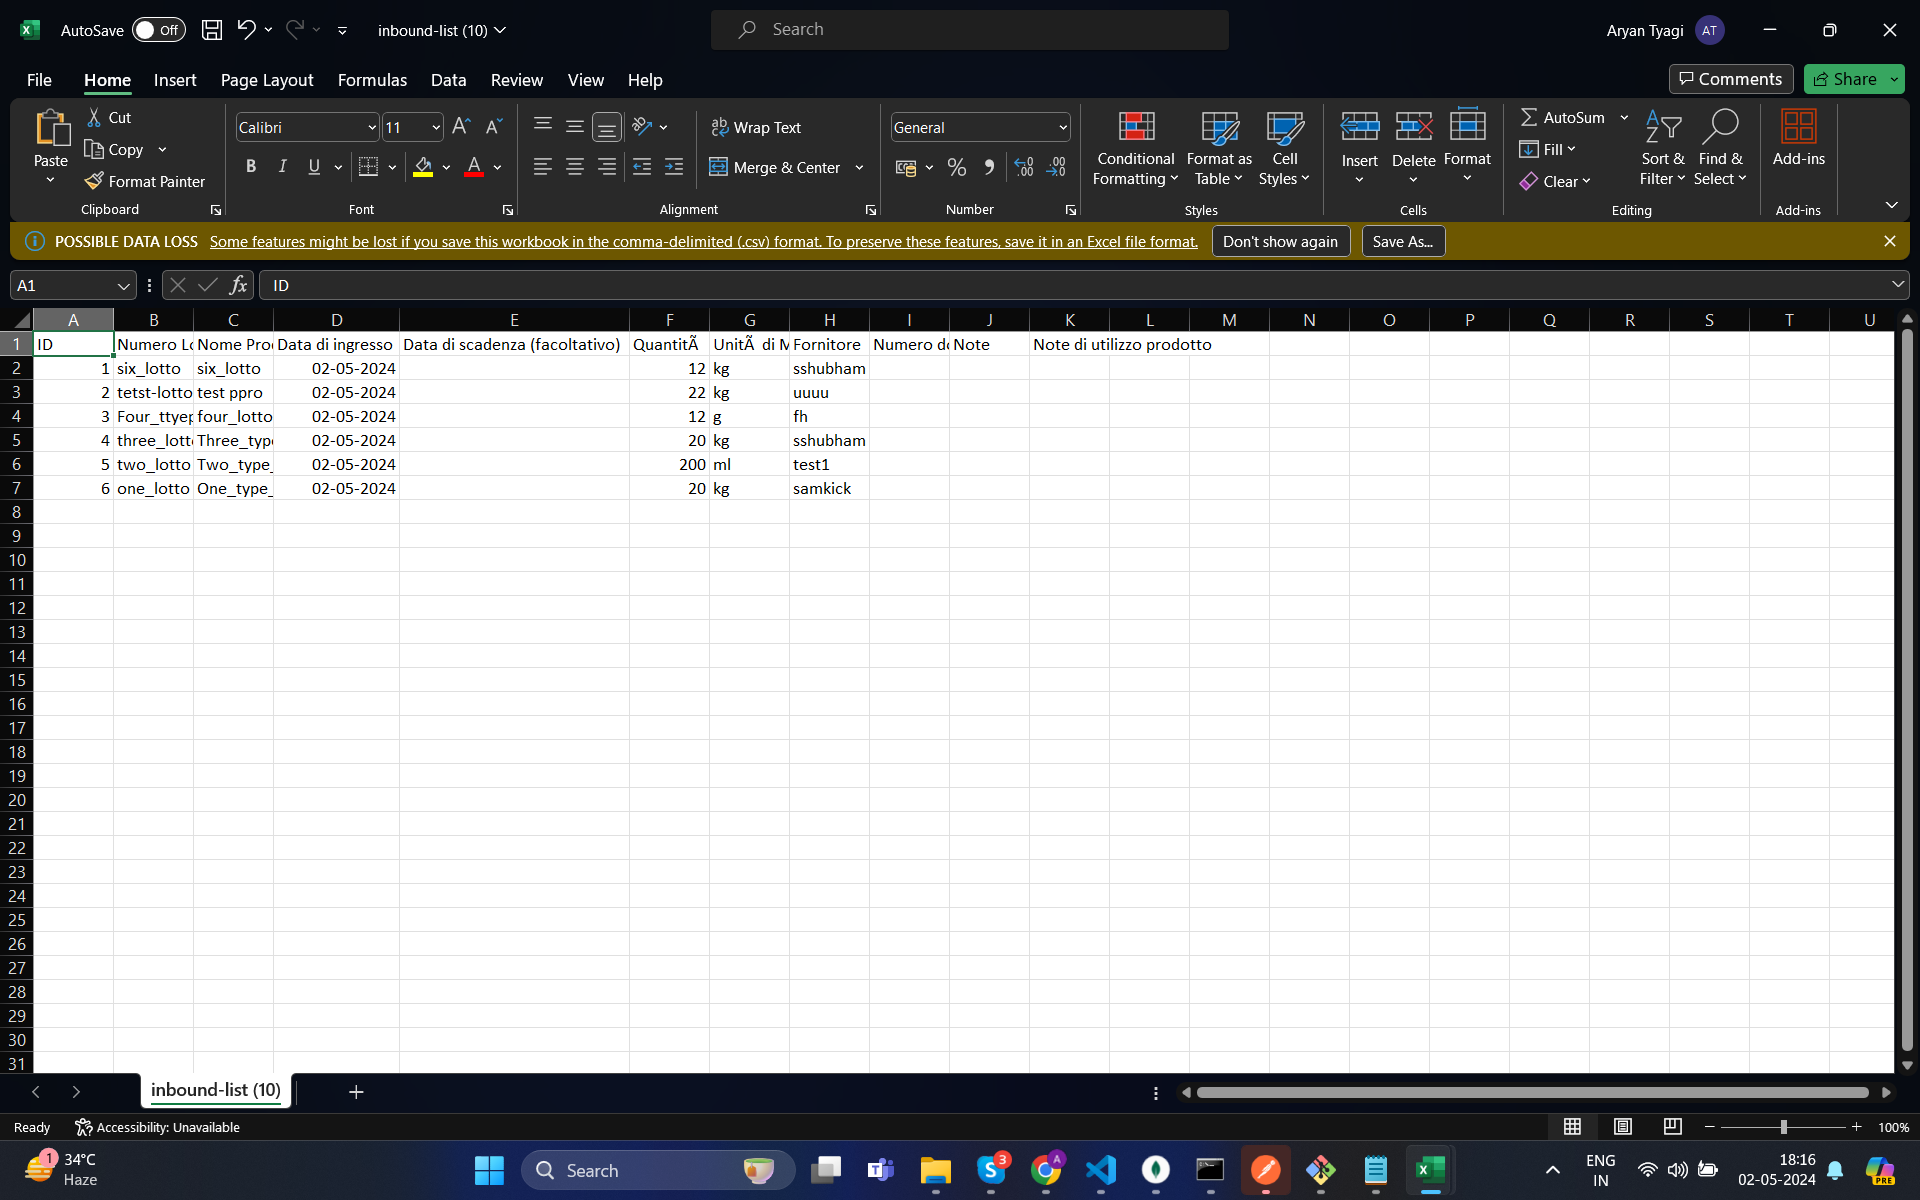 AutoSave Off inbound-list (10) Search Aryan Tyagi AT
File Home Insert Page Layout Formulas Data Review View Help Comments Share
Paste Cut Copy Format Painter Clipboard
Calibri 11 B I U A Font
Wrap Text Merge & Center Alignment
General % Number
Conditional Formatting Format as Table Cell Styles Styles
Insert Delete Format Cells
AutoSum Fill Clear Sort & Filter Find & Select Editing
Add-ins Add-ins
POSSIBLE DATA LOSS Some features might be lost if you save this workbook in the comma-delimited (.csv) format. To preserve these features, save it in an Excel file format. Don't show again Save As...
A1 fx ID
A B C D E F G H I J K L M N O P Q R S T U
1 ID Numero Lo Nome Pro Data di ingresso Data di scadenza (facoltativo) QuantitÃ UnitÃ di M Fornitore Numero do Note Note di utilizzo prodotto
2 1 six_lotto six_lotto 02-05-2024 12 kg sshubham
3 2 tetst-lotto test ppro 02-05-2024 22 kg uuuu
4 3 Four_ttyep four_lotto 02-05-2024 12 g fh
5 4 three_lott Three_type 02-05-2024 20 kg sshubham
6 5 two_lotto Two_type_ 02-05-2024 200 ml test1
7 6 one_lotto One_type_ 02-05-2024 20 kg samkick
8
9
10
11
12
13
14
15
16
17
18
19
20
21
22
23
24
25
26
27
28
29
30
31
inbound-list (10)
Ready Accessibility: Unavailable 100%
1 34°C Haze Search 3 A ENG IN 18:16 02-05-2024 PRE